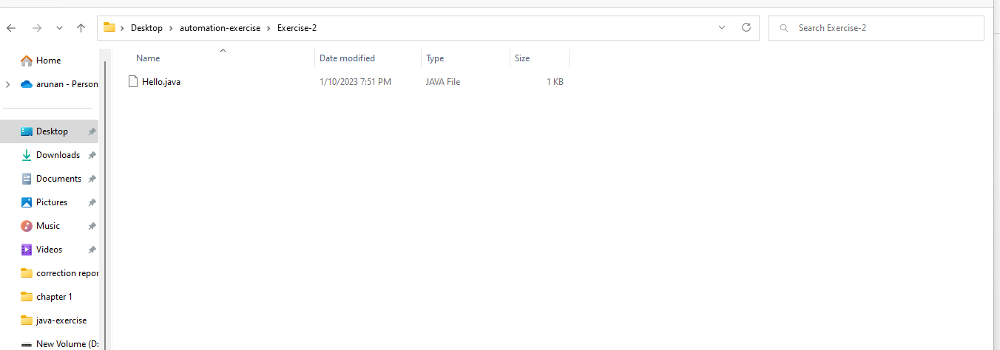 Desktop > automation-exercise > Exercise-2
Search Exercise-2
Name Date modified Type Size
Hello.java 1/10/2023 7:51 PM JAVA File 1 KB
Home
arunan - Person
Desktop
Downloads
Documents
Pictures
Music
Videos
correction repor
chapter 1
java-exercise
New Volume (D: